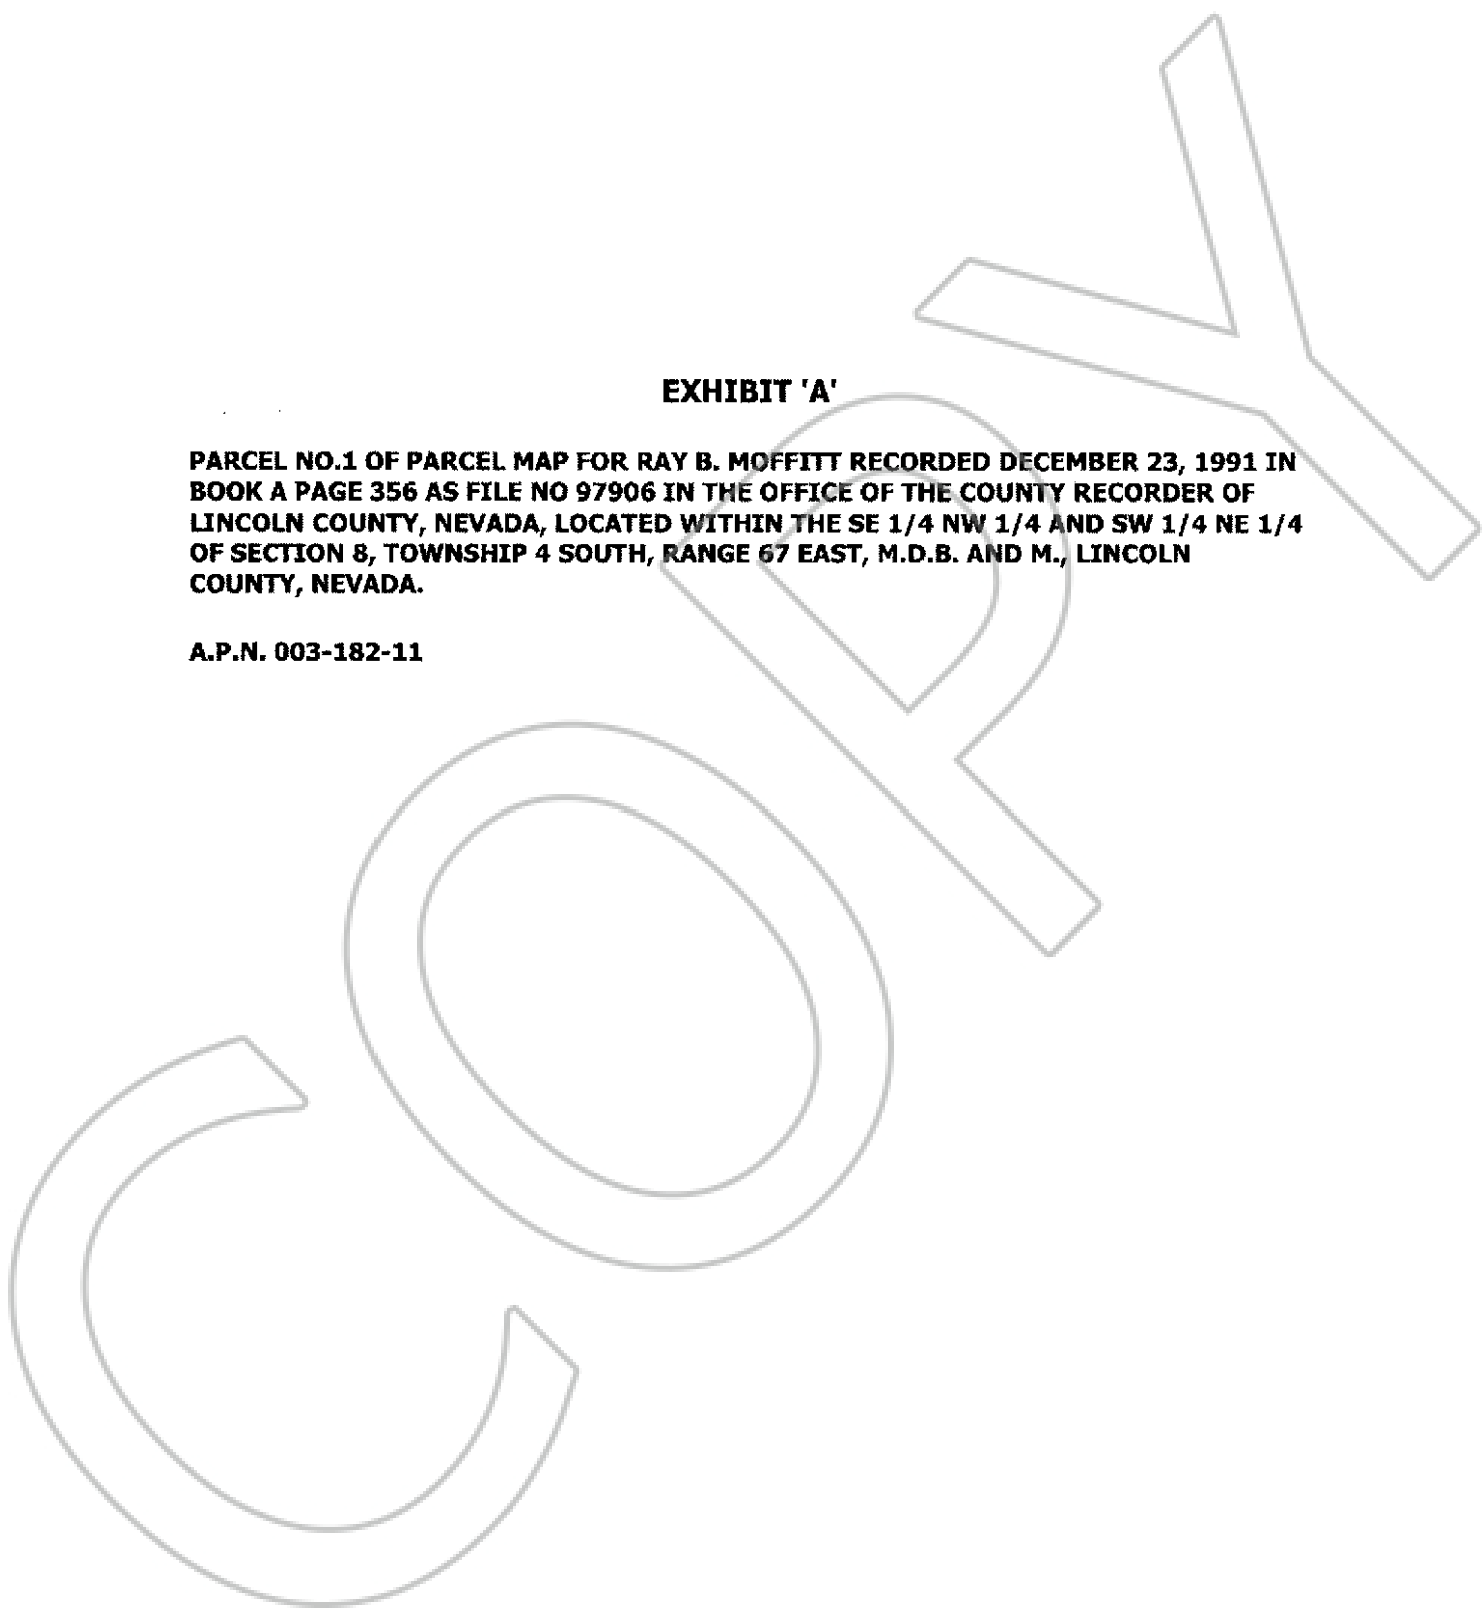 EXHIBIT 'A'
PARCEL NO.1 OF PARCEL MAP FOR RAY B. MOFFITT RECORDED DECEMBER 23, 1991 IN
BOOK A PAGE 356 AS FILE NO 97906 IN THE OFFICE OF THE COUNTY RECORDER OF
LINCOLN COUNTY, NEVADA, LOCATED WITHIN THE SE 1/4 NW 1/4 AND SW 1/4 NE 1/4
OF SECTION 8, TOWNSHIP 4 SOUTH, RANGE 67 EAST, M.D.B. AND M., LINCOLN
COUNTY, NEVADA.
A.P.N. 003-182-11
COPY